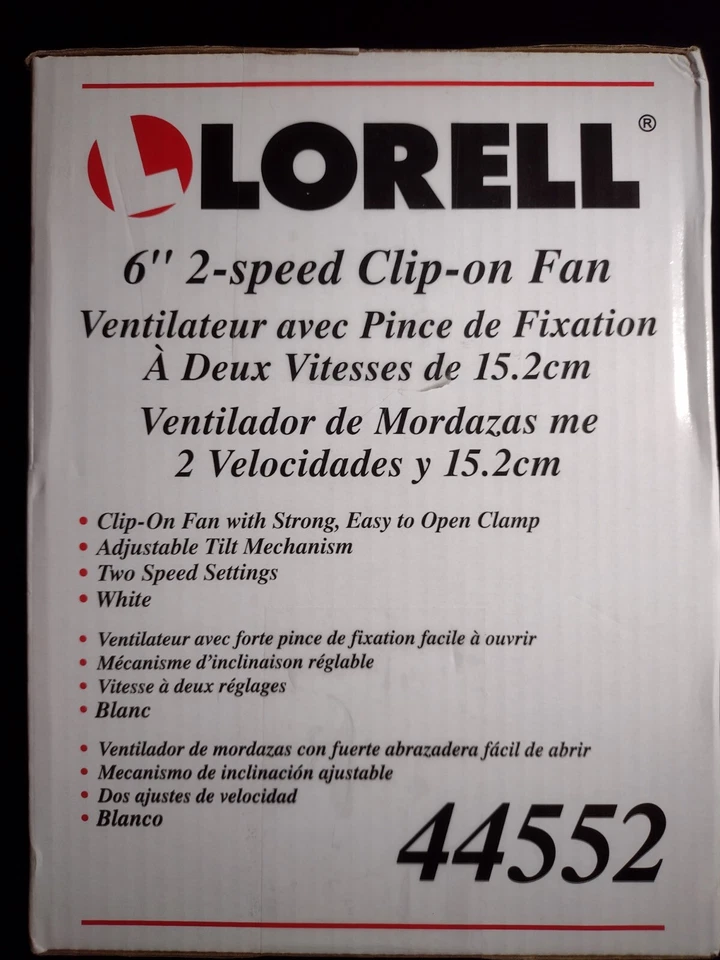 LORELL®
6" 2-speed Clip-on Fan
Ventilateur avec Pince de Fixation
À Deux Vitesses de 15.2cm
Ventilador de Mordazas me
2 Velocidades y 15.2cm
• Clip-On Fan with Strong, Easy to Open Clamp
• Adjustable Tilt Mechanism
• Two Speed Settings
• White
• Ventilateur avec forte pince de fixation facile à ouvrir
• Mécanisme d'inclinaison réglable
• Vitesse à deux réglages
• Blanc
• Ventilador de mordazas con fuerte abrazadera fácil de abrir
• Mecanismo de inclinación ajustable
• Dos ajustes de velocidad
• Blanco
44552